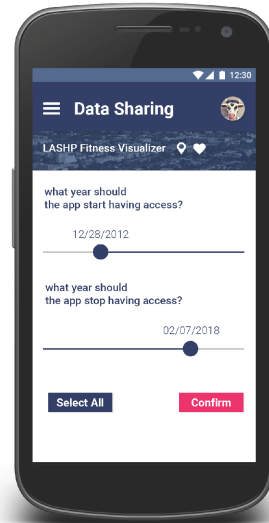 12:30
Data Sharing
LASHP Fitness Visualizer
what year should
the app start having access?
12/28/2012
what year should
the app stop having access?
02/07/2018
Select All
Confirm